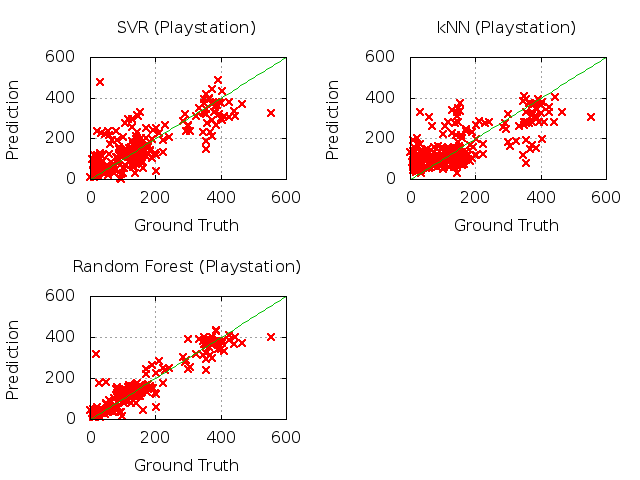 SVR (Playstation)
kNN (Playstation)
600
400
200
0
Prediction
0 200 400 600
Ground Truth
600
400
200
0
Prediction
0 200 400 600
Ground Truth
Random Forest (Playstation)
600
400
200
0
Prediction
0 200 400 600
Ground Truth